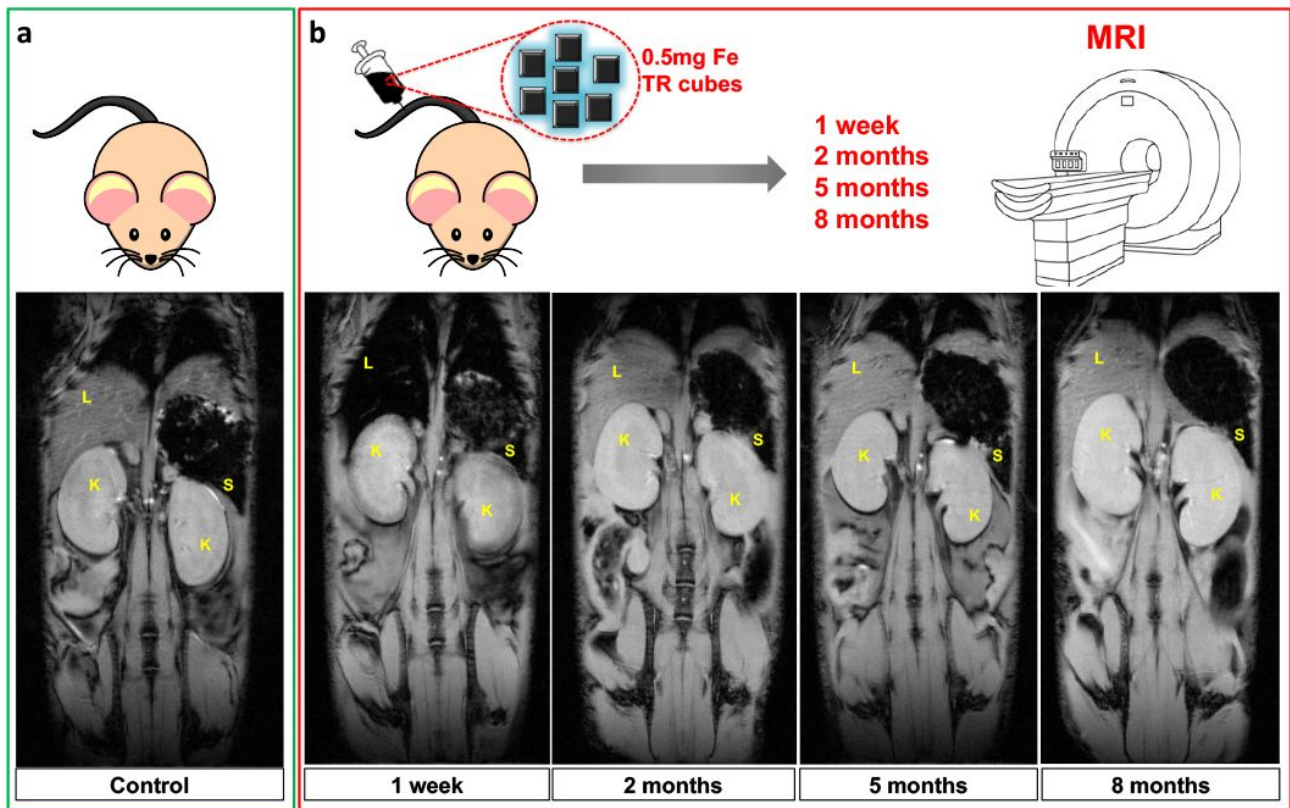 a
b
0.5mg Fe
TR cubes
MRI
1 week
2 months
5 months
8 months
L
K
S
K
Control
L
K
S
K
1 week
L
K
S
K
2 months
L
K
S
K
5 months
L
K
S
K
8 months